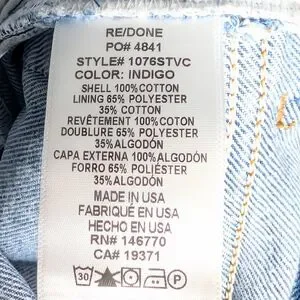 RE/DONE
PO# 4841
STYLE# 1076STVC
COLOR: INDIGO
SHELL 100%COTTON
LINING 65% POLYESTER
35% COTTON
REVÊTEMENT 100%COTON
DOUBLURE 65% POLYESTER
35%ALGODÓN
CAPA EXTERNA 100%ALGODÓN
FORRO 65% POLIÉSTER
35%ALGODÓN
MADE IN USA
FABRIQUÉ EN USA
HECHO EN USA
RN# 146770
CA# 19371
30
P